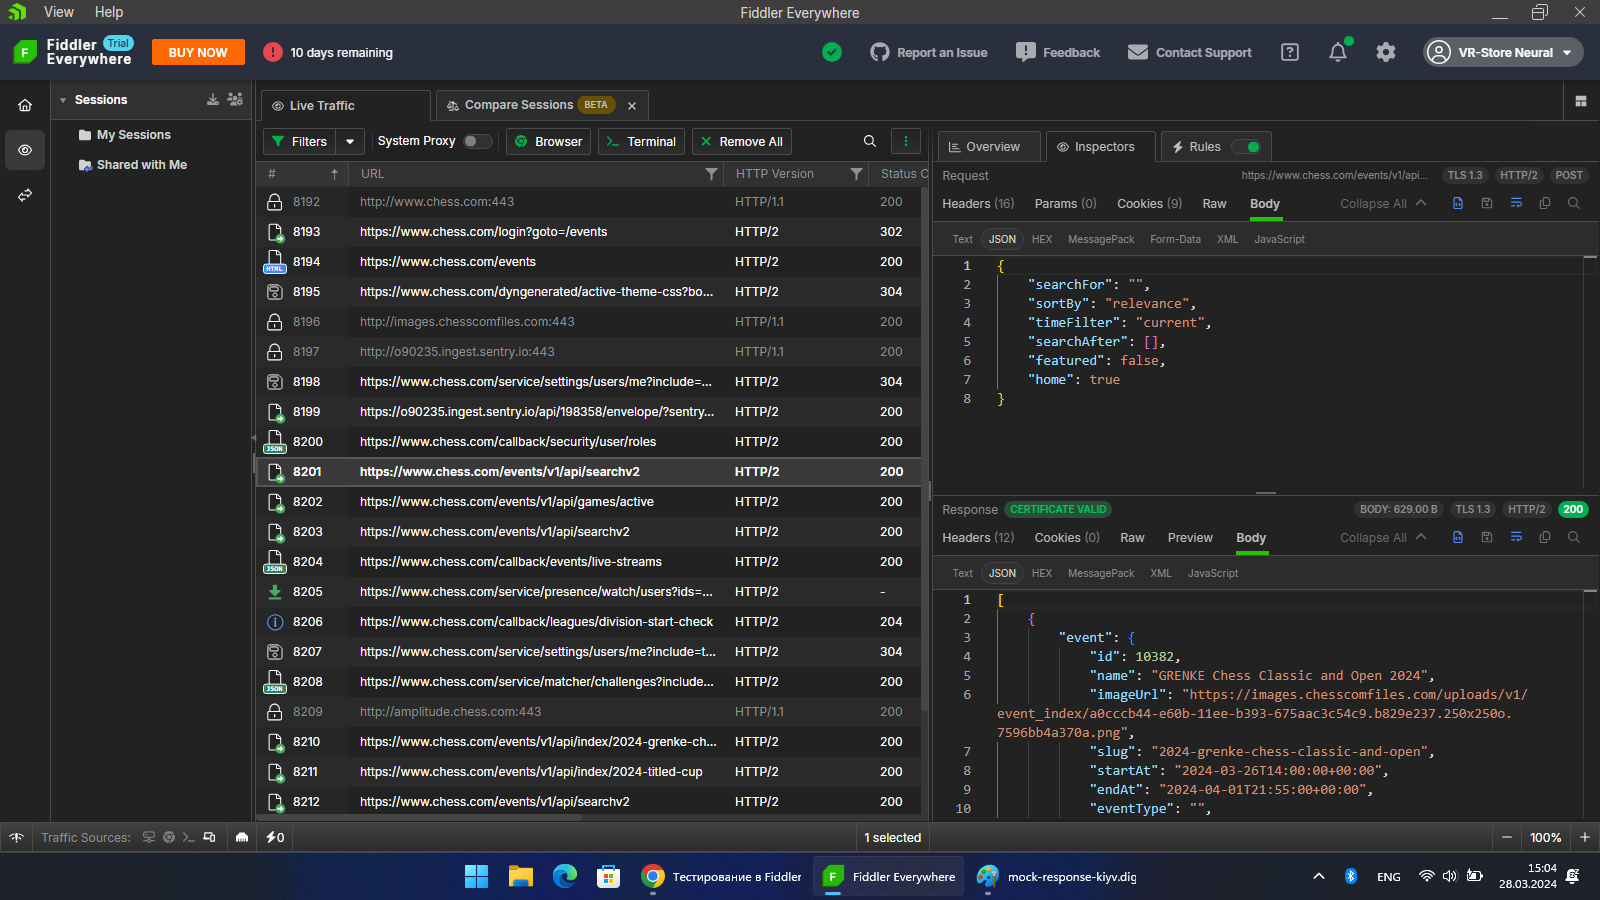 View Help
Fiddler Everywhere
Fiddler Trial
Everywhere
BUY NOW
10 days remaining
Report an Issue
Feedback
Contact Support
VR-Store Neural
Sessions
My Sessions
Shared with Me
Live Traffic
Compare Sessions BETA
Filters
System Proxy
Browser
Terminal
Remove All
# URL HTTP Version Status C
8192 http://www.chess.com:443 HTTP/1.1 200
8193 https://www.chess.com/login?goto=/events HTTP/2 302
8194 https://www.chess.com/events HTTP/2 200
8195 https://www.chess.com/dyngenerated/active-theme-css?bo... HTTP/2 304
8196 http://images.chesscomfiles.com:443 HTTP/1.1 200
8197 http://o90235.ingest.sentry.io:443 HTTP/1.1 200
8198 https://www.chess.com/service/settings/users/me?include=... HTTP/2 304
8199 https://o90235.ingest.sentry.io/api/198358/envelope/?sentry... HTTP/2 200
8200 https://www.chess.com/callback/security/user/roles HTTP/2 200
8201 https://www.chess.com/events/v1/api/searchv2 HTTP/2 200
8202 https://www.chess.com/events/v1/api/games/active HTTP/2 200
8203 https://www.chess.com/events/v1/api/searchv2 HTTP/2 200
8204 https://www.chess.com/callback/events/live-streams HTTP/2 200
8205 https://www.chess.com/service/presence/watch/users?ids=... HTTP/2 -
8206 https://www.chess.com/callback/leagues/division-start-check HTTP/2 204
8207 https://www.chess.com/service/settings/users/me?include=t... HTTP/2 304
8208 https://www.chess.com/service/matcher/challenges?include... HTTP/2 200
8209 http://amplitude.chess.com:443 HTTP/1.1 200
8210 https://www.chess.com/events/v1/api/index/2024-grenke-ch... HTTP/2 200
8211 https://www.chess.com/events/v1/api/index/2024-titled-cup HTTP/2 200
8212 https://www.chess.com/events/v1/api/searchv2 HTTP/2 200
Overview
Inspectors
Rules
Request https://www.chess.com/events/v1/api... TLS 1.3 HTTP/2 POST
Headers (16) Params (0) Cookies (9) Raw Body Collapse All
Text JSON HEX MessagePack Form-Data XML JavaScript
1 {
2 "searchFor": "",
3 "sortBy": "relevance",
4 "timeFilter": "current",
5 "searchAfter": [],
6 "featured": false,
7 "home": true
8 }
Response CERTIFICATE VALID BODY: 629.00 B TLS 1.3 HTTP/2 200
Headers (12) Cookies (0) Raw Preview Body Collapse All
Text JSON HEX MessagePack XML JavaScript
1 [
2 {
3 "event": {
4 "id": 10382,
5 "name": "GRENKE Chess Classic and Open 2024",
6 "imageUrl": "https://images.chesscomfiles.com/uploads/v1/
event_index/a0cccb44-e60b-11ee-b393-675aac3c54c9.b829e237.250x250o.
7596bb4a370a.png",
7 "slug": "2024-grenke-chess-classic-and-open",
8 "startAt": "2024-03-26T14:00:00+00:00",
9 "endAt": "2024-04-01T21:55:00+00:00",
10 "eventType": "",
Traffic Sources:
0
1 selected
100%
Тестирование в Fiddler
Fiddler Everywhere
mock-response-kiyv.dig
ENG
15:04
28.03.2024